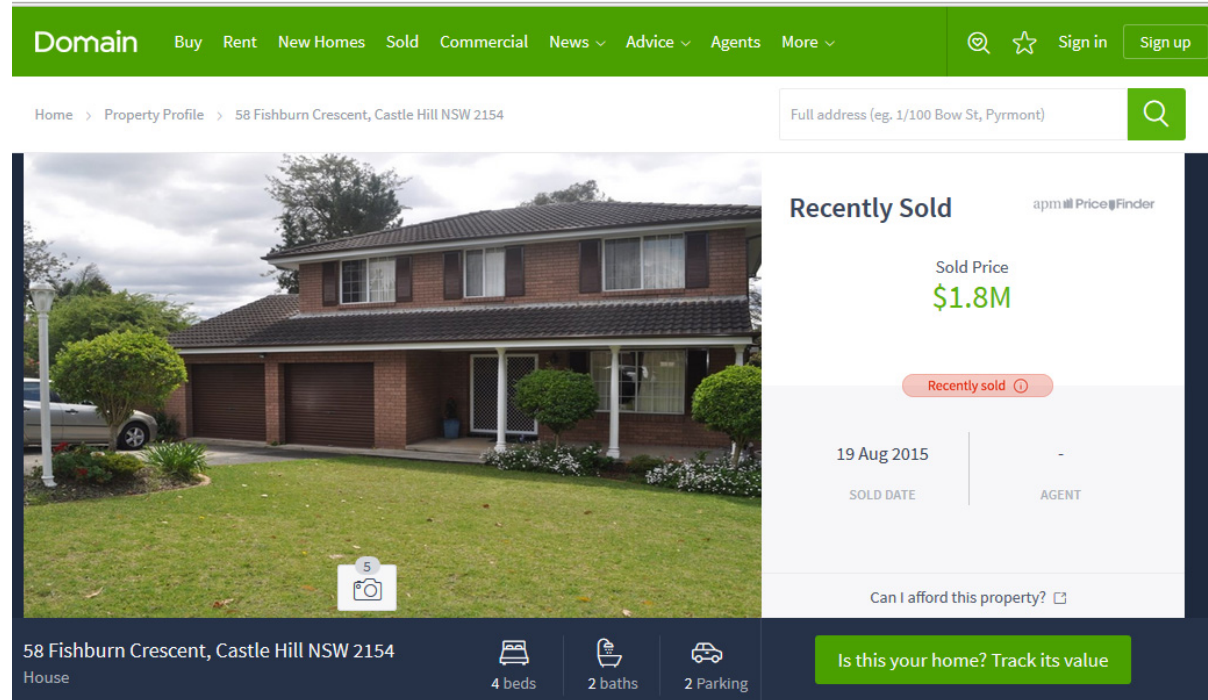 Domain Buy Rent New Homes Sold Commercial News Advice Agents More Sign in Sign up
Home > Property Profile > 58 Fishburn Crescent, Castle Hill NSW 2154
Full address (eg. 1/100 Bow St, Pyrmont)
Recently Sold
apm PriceFinder
Sold Price
$1.8M
Recently sold
19 Aug 2015
-
SOLD DATE
AGENT
5
Can I afford this property?
58 Fishburn Crescent, Castle Hill NSW 2154
House
4 beds
2 baths
2 Parking
Is this your home? Track its value